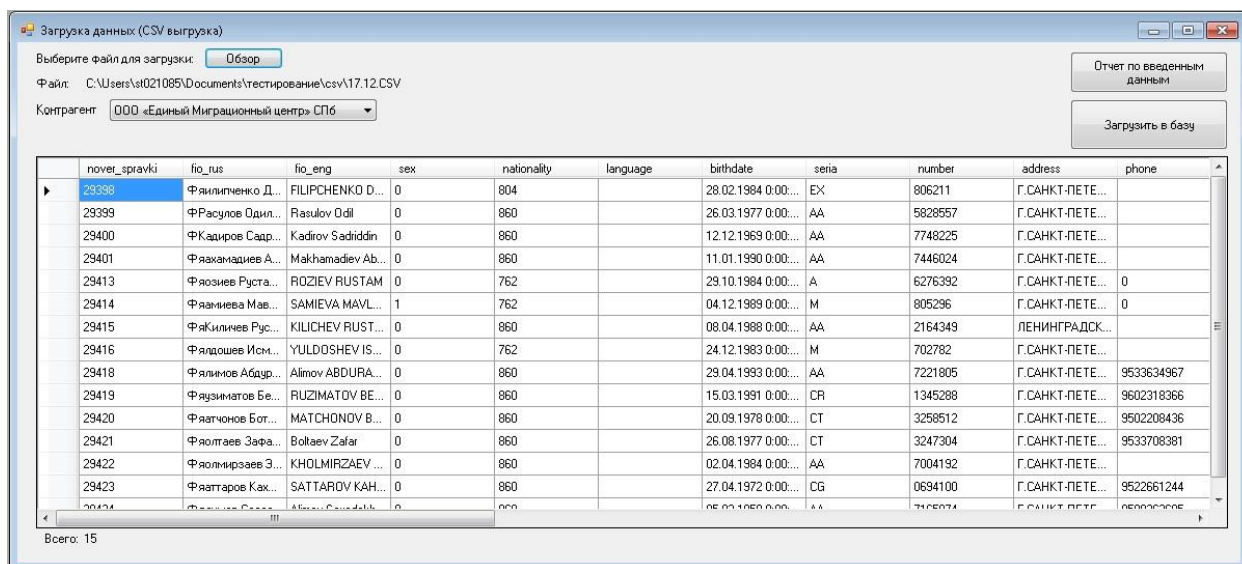 Загрузка данных (CSV выгрузка)
Выберите файл для загрузки: Обзор
Файл: C:\Users\st021085\Documents\тестирование\csv\17.12.CSV
Контрагент ООО «Единый Миграционный центр» СПб
Отчет по введенным
данным
Загрузить в базу
nover_spravki fio_rus fio_eng sex nationality language birthdate seria number address phone
29398 Фяилипченко Д... FILIPCHENKO D... 0 804 28.02.1984 0:00:... EX 806211 Г.САНКТ-ПЕТЕ...
29399 ФРасулов Одил... Rasulov Odil 0 860 26.03.1977 0:00:... AA 5828557 Г.САНКТ-ПЕТЕ...
29400 ФКадиров Садр... Kadirov Sadriddin 0 860 12.12.1969 0:00:... AA 7748225 Г.САНКТ-ПЕТЕ...
29401 Фяахамадиев А... Makhamadiev Ab... 0 860 11.01.1990 0:00:... AA 7446024 Г.САНКТ-ПЕТЕ...
29413 Фяозиев Руста... ROZIEV RUSTAM 0 762 29.10.1984 0:00:... A 6276392 Г.САНКТ-ПЕТЕ... 0
29414 Фяамиева Мав... SAMIEVA MAVL... 1 762 04.12.1989 0:00:... M 805296 Г.САНКТ-ПЕТЕ... 0
29415 ФяКиличев Рус... KILICHEV RUST... 0 860 08.04.1988 0:00:... AA 2164349 ЛЕНИНГРАДСК...
29416 Фялдошев Исм... YULDOSHEV IS... 0 762 24.12.1983 0:00:... M 702782 Г.САНКТ-ПЕТЕ...
29418 Фялимов Абдур... Alimov ABDURA... 0 860 29.04.1993 0:00:... AA 7221805 Г.САНКТ-ПЕТЕ... 9533634967
29419 Фяузиматов Бе... RUZIMATOV BE... 0 860 15.03.1991 0:00:... CR 1345288 Г.САНКТ-ПЕТЕ... 9602318366
29420 Фяатчонов Бот... MATCHONOV B... 0 860 20.09.1978 0:00:... CT 3258512 Г.САНКТ-ПЕТЕ... 9502208436
29421 Фяолтаев Зафа... Boltaev Zafar 0 860 26.08.1977 0:00:... CT 3247304 Г.САНКТ-ПЕТЕ... 9533708381
29422 Фяолмирзаев З... KHOLMIRZAEV ... 0 860 02.04.1984 0:00:... AA 7004192 Г.САНКТ-ПЕТЕ...
29423 Фяаттаров Ках... SATTAROV KAH... 0 860 27.04.1972 0:00:... CG 0694100 Г.САНКТ-ПЕТЕ... 9522661244
Всего: 15